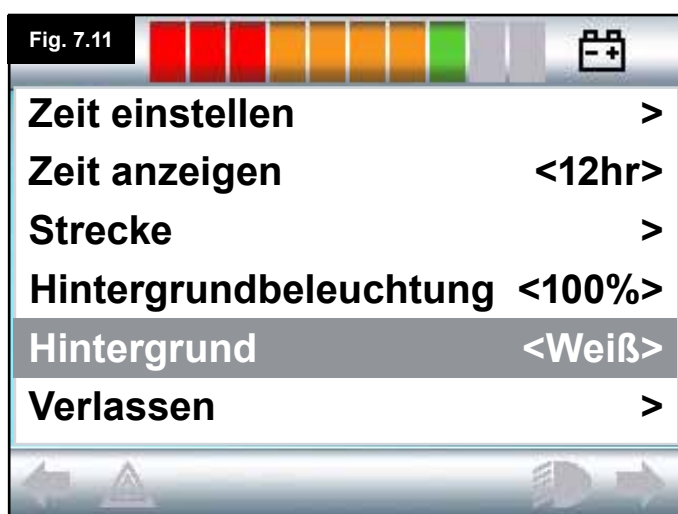 Fig. 7.11
Zeit einstellen >
Zeit anzeigen <12hr>
Strecke >
Hintergrundbeleuchtung <100%>
Hintergrund <Weiß>
Verlassen >